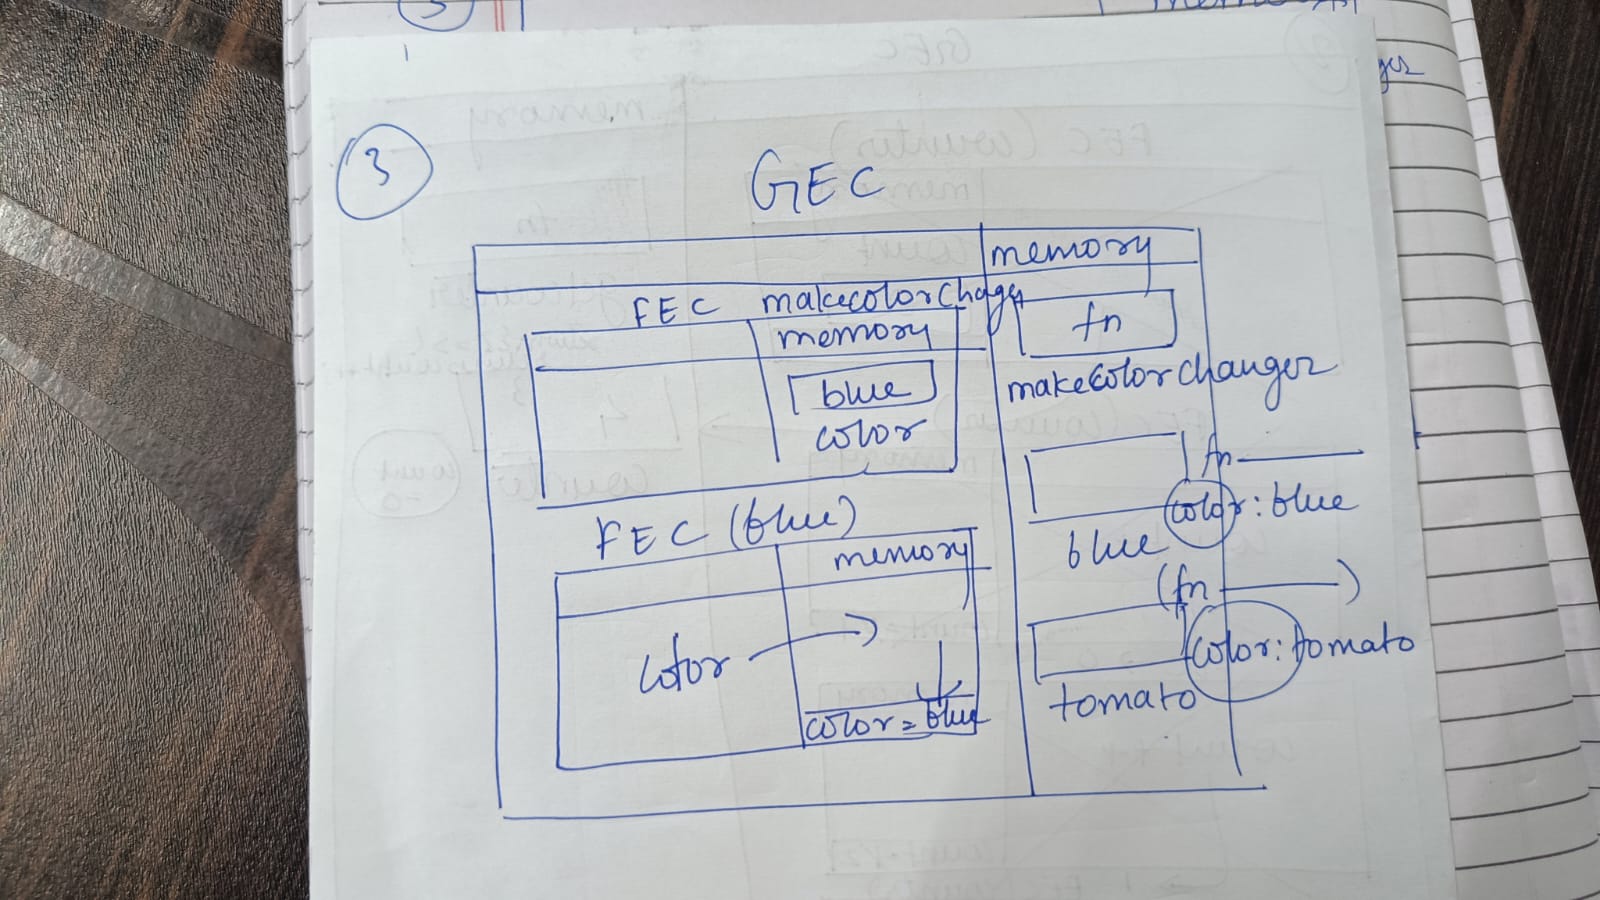 3
GEC
memory
FEC makecolorchager
memory
fn
blue
color
makecolorchanger
fn
color: blue
blue
FEC (blue)
memory
(fn )
color
color: tomato
tomato
color = blue